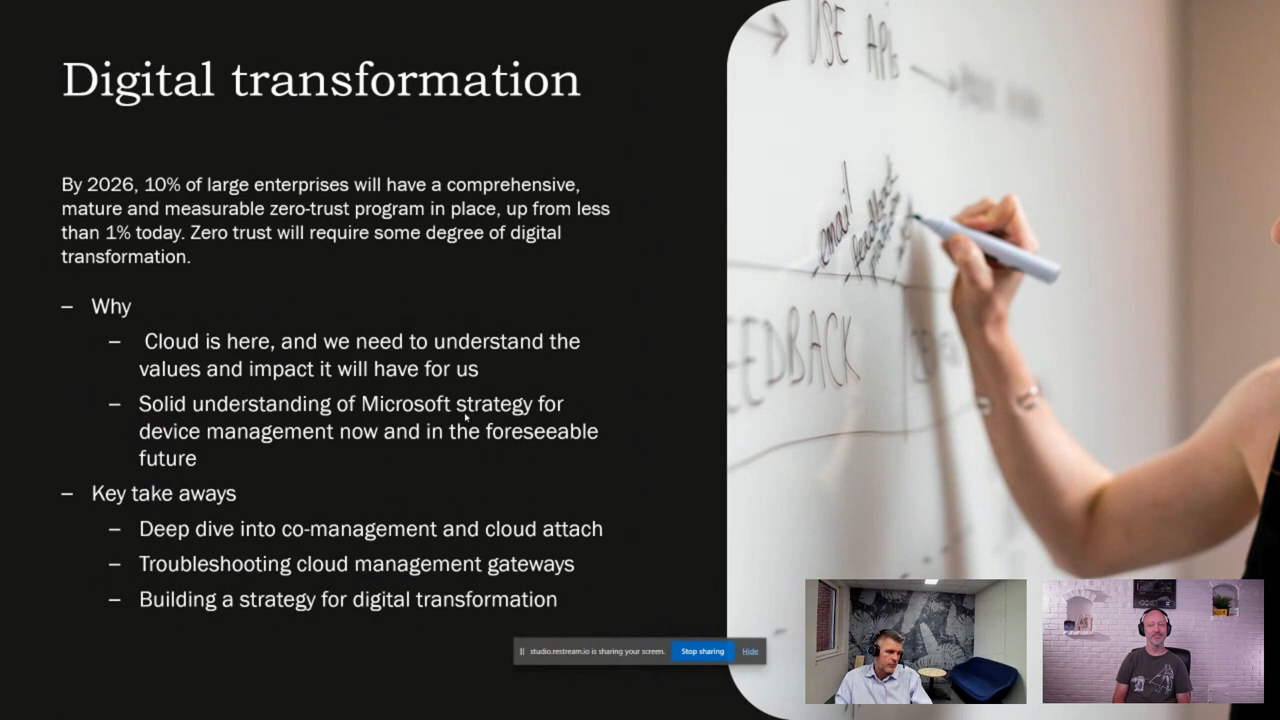 Digital transformation
By 2026, 10% of large enterprises will have a comprehensive,
mature and measurable zero-trust program in place, up from less
than 1% today. Zero trust will require some degree of digital
transformation.
– Why
– Cloud is here, and we need to understand the
values and impact it will have for us
– Solid understanding of Microsoft strategy for
device management now and in the foreseeable
future
– Key take aways
– Deep dive into co-management and cloud attach
– Troubleshooting cloud management gateways
– Building a strategy for digital transformation
USE APIs
email
EEDBACK
studio.restream.io is sharing your screen. Stop sharing Hide